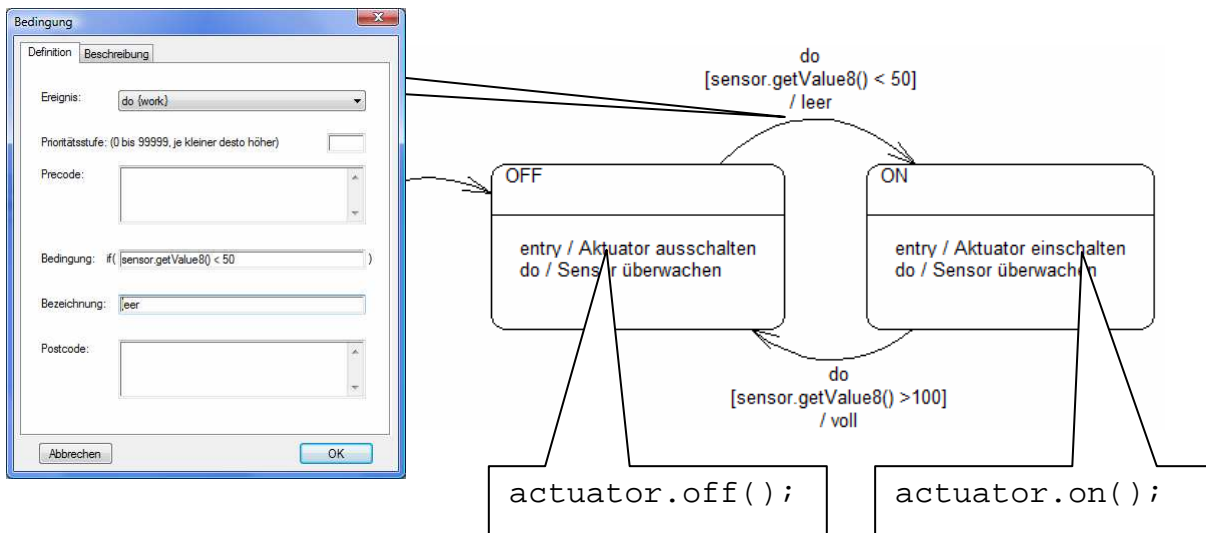 Bedingung
Definition Beschreibung
Ereignis: do {work}
Prioritätsstufe: (0 bis 99999, je kleiner desto höher)
Precode:
Bedingung: if( sensor.getValue8() < 50 )
Bezeichnung: leer
Postcode:
Abbrechen OK
do
[sensor.getValue8() < 50]
/ leer
OFF
entry / Aktuator ausschalten
do / Sensor überwachen
ON
entry / Aktuator einschalten
do / Sensor überwachen
do
[sensor.getValue8() >100]
/ voll
actuator.off();
actuator.on();